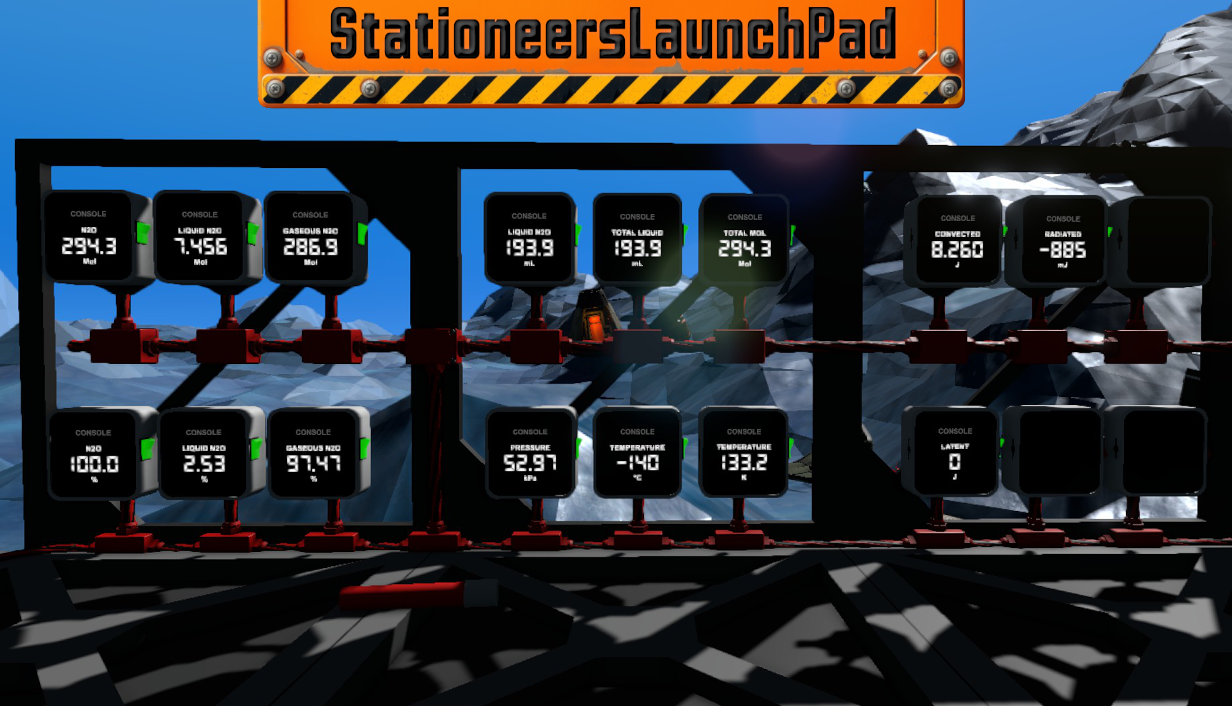 StationeersLaunchPad
CONSOLE
N2O
294.3
Mol
CONSOLE
LIQUID N2O
7.456
Mol
CONSOLE
GASEOUS N2O
286.9
Mol
CONSOLE
LIQUID N2O
193.9
mL
CONSOLE
TOTAL LIQUID
193.9
mL
CONSOLE
TOTAL MOL
294.3
Mol
CONSOLE
CONVECTED
8.260
J
CONSOLE
RADIATED
-885
mJ
CONSOLE
N2O
100.0
%
CONSOLE
LIQUID N2O
2.53
%
CONSOLE
GASEOUS N2O
97.47
%
CONSOLE
PRESSURE
52.97
kPa
CONSOLE
TEMPERATURE
-140
°C
CONSOLE
TEMPERATURE
133.2
K
CONSOLE
LATENT
0
J